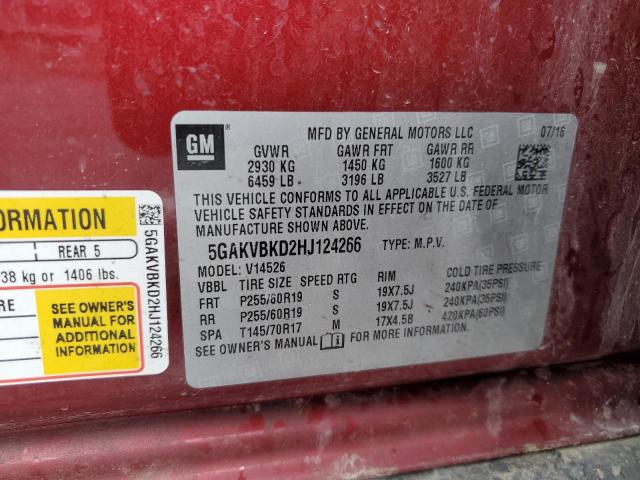 GM
MFD BY GENERAL MOTORS LLC 07/16
GVWR GAWR FRT GAWR RR
2930 KG 1450 KG 1600 KG
6459 LB 3196 LB 3527 LB
THIS VEHICLE CONFORMS TO ALL APPLICABLE U.S. FEDERAL MOTOR
VEHICLE SAFETY STANDARDS IN EFFECT ON THE DATE OF
MANUFACTURE SHOWN ABOVE.
5GAKVBKD2HJ124266 TYPE: M.P.V.
MODEL: V14526
VBBL TIRE SIZE SPEED RTG RIM COLD TIRE PRESSURE
FRT P255/60R19 S 19X7.5J 240KPA(35PSI)
RR P255/60R19 S 19X7.5J 240KPA(35PSI)
SPA T145/70R17 M 17X4.5B 420KPA(60PSI)
SEE OWNER'S MANUAL FOR MORE INFORMATION.
ORMATION
REAR 5
38 kg or 1406 lbs.
RE
SEE OWNER'S
MANUAL FOR
ADDITIONAL
INFORMATION
5GAKVBKD2HJ124266